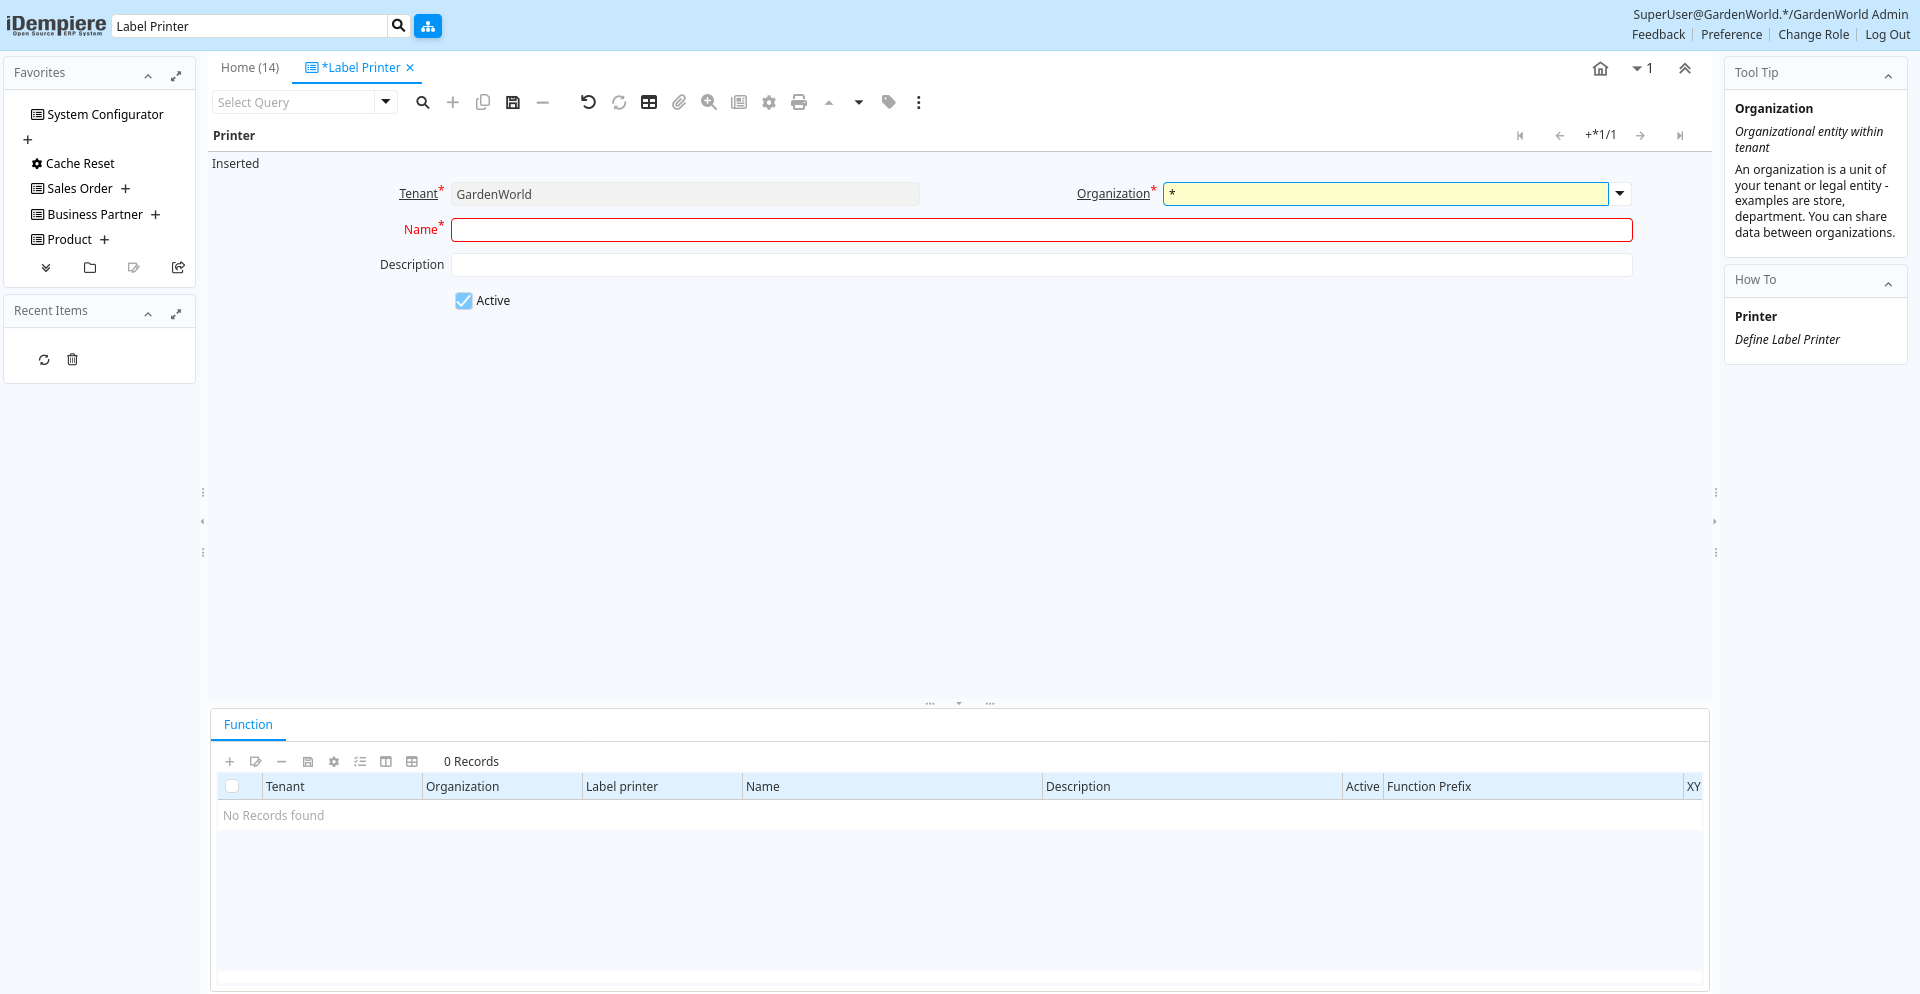 iDempiere
Open Source ERP System
Label Printer
SuperUser@GardenWorld.*/GardenWorld Admin
Feedback
Preference
Change Role
Log Out
Favorites
System Configurator
Cache Reset
Sales Order
Business Partner
Product
Recent Items
Home (14)
*Label Printer
1
Select Query
Printer
+*1/1
Inserted
Tenant*
GardenWorld
Organization*
*
Name*
Description
Active
Function
0 Records
Tenant
Organization
Label printer
Name
Description
Active
Function Prefix
XY
No Records found
Tool Tip
Organization
Organizational entity within
tenant
An organization is a unit of
your tenant or legal entity -
examples are store,
department. You can share
data between organizations.
How To
Printer
Define Label Printer